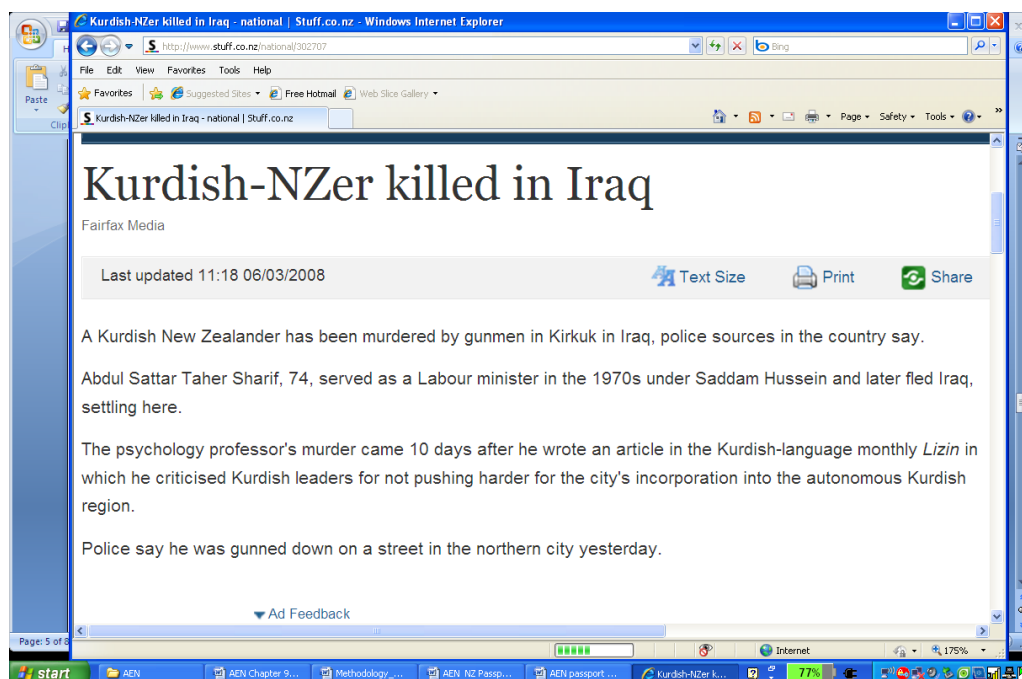 Kurdish-NZer killed in Iraq - national | Stuff.co.nz - Windows Internet Explorer
http://www.stuff.co.nz/national/302707
Bing
File Edit View Favorites Tools Help
Favorites Suggested Sites Free Hotmail Web Slice Gallery
Paste
Kurdish-NZer killed in Iraq - national | Stuff.co.nz
Page Safety Tools
Clip
Kurdish-NZer killed in Iraq
Fairfax Media
Last updated 11:18 06/03/2008 Text Size Print Share
A Kurdish New Zealander has been murdered by gunmen in Kirkuk in Iraq, police sources in the country say.
Abdul Sattar Taher Sharif, 74, served as a Labour minister in the 1970s under Saddam Hussein and later fled Iraq,
settling here.
The psychology professor's murder came 10 days after he wrote an article in the Kurdish-language monthly Lizin in
which he criticised Kurdish leaders for not pushing harder for the city's incorporation into the autonomous Kurdish
region.
Police say he was gunned down on a street in the northern city yesterday.
Ad Feedback
Page: 5 of 8
Internet 175%
start AEN AEN Chapter 9... Methodology_... AEN NZ Passp... AEN passport ... Kurdish-NZer k... 77%